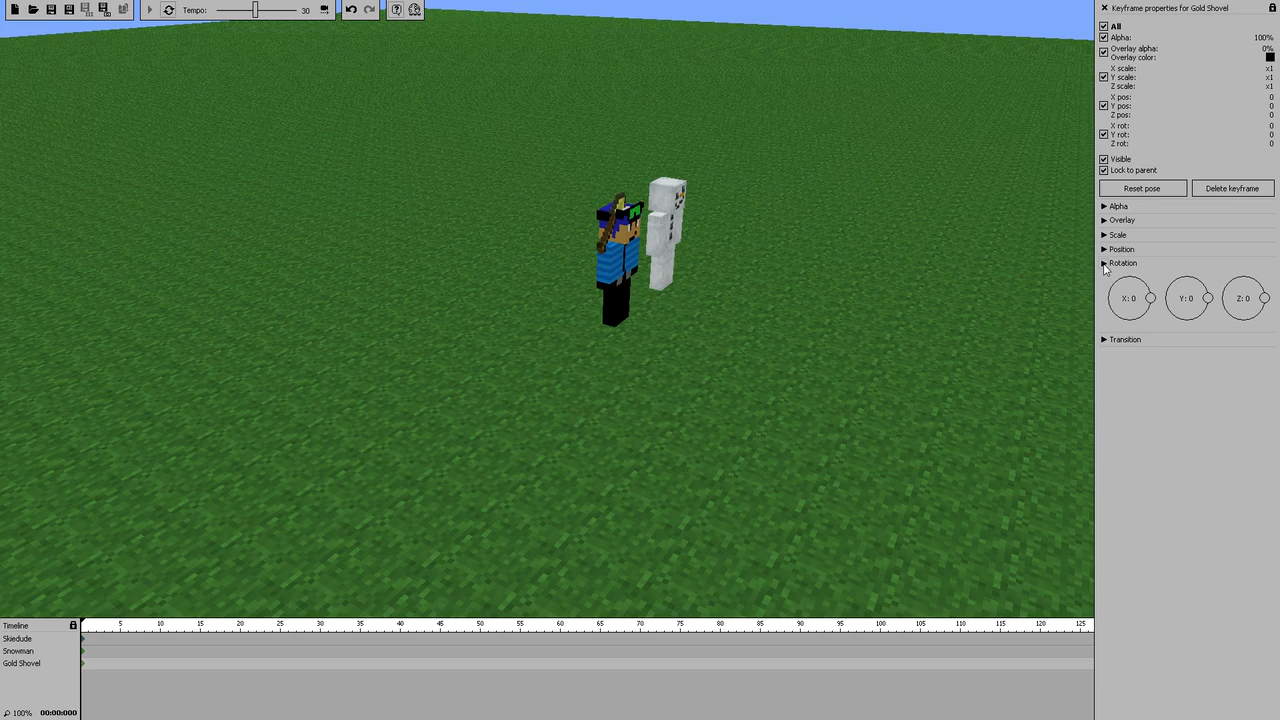 Tempo: 30
Keyframe properties for Gold Shovel
All
Alpha: 100%
Overlay alpha: 0%
Overlay color:
X scale: x1
Y scale: x1
Z scale: x1
X pos: 0
Y pos: 0
Z pos: 0
X rot: 0
Y rot: 0
Z rot: 0
Visible
Lock to parent
Reset pose Delete keyframe
Alpha
Overlay
Scale
Position
Rotation
X: 0 Y: 0 Z: 0
Transition
Timeline 5 10 15 20 25 30 35 40 45 50 55 60 65 70 75 80 85 90 95 100 105 110 115 120 125
Skiedude
Snowman
Gold Shovel
100% 00:00:000